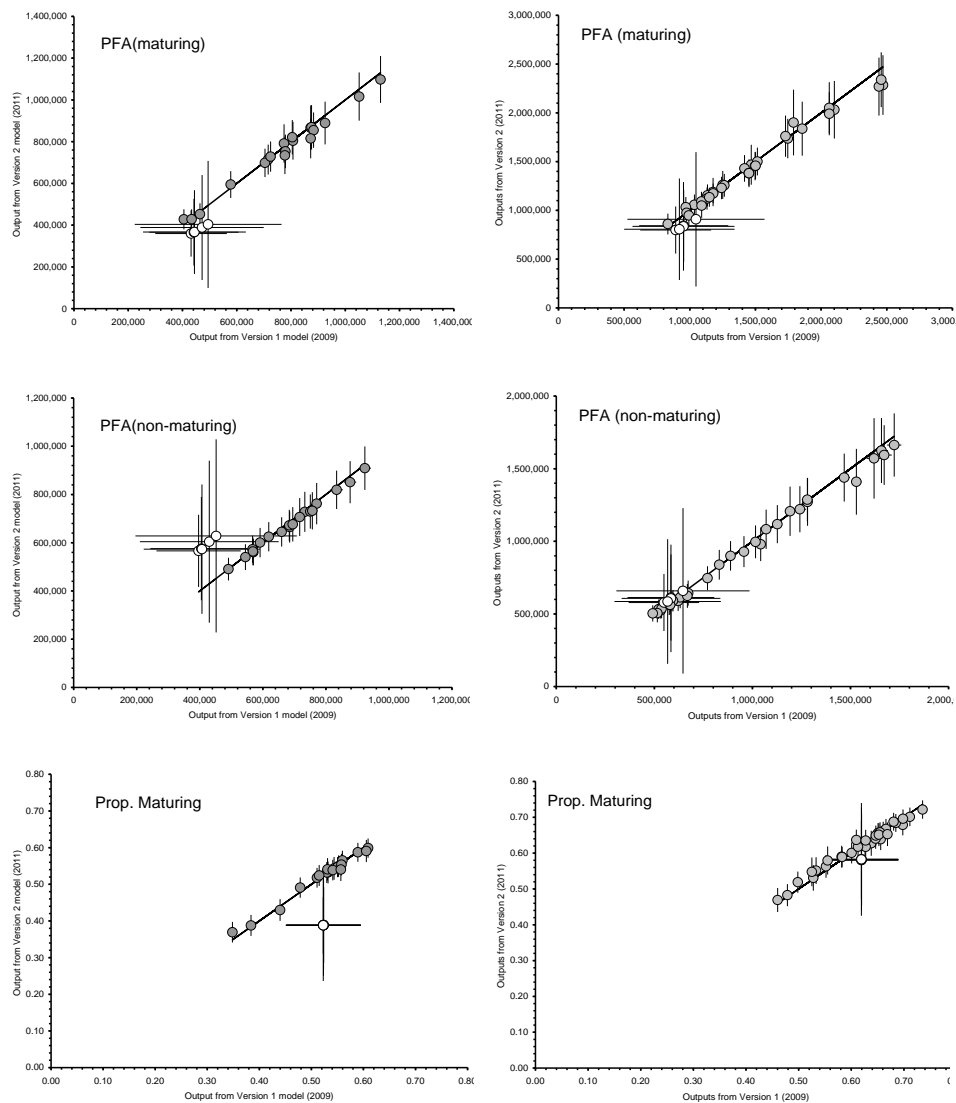 PFA(maturing)
Output from Version 2 model (2011)
1,400,000
1,200,000
1,000,000
800,000
600,000
400,000
200,000
0
0 200,000 400,000 600,000 800,000 1,000,000 1,200,000 1,400,00
Output from Version 1 model (2009)
PFA (maturing)
Outputs from Version 2 (2011)
3,000,000
2,500,000
2,000,000
1,500,000
1,000,000
500,000
0
0 500,000 1,000,000 1,500,000 2,000,000 2,500,000 3,000,
Outputs from Version 1 (2009)
PFA(non-maturing)
Output from Version 2 model (2011)
1,200,000
1,000,000
800,000
600,000
400,000
200,000
0
0 200,000 400,000 600,000 800,000 1,000,000 1,200,000
Output from Version 1 model (2009)
PFA (non-maturing)
Outputs from Version 2 (2011)
2,000,000
1,500,000
1,000,000
500,000
0
0 500,000 1,000,000 1,500,000 2,000,
Outputs from Version 1 (2009)
Prop. Maturing
Output from Version 2 model (2011)
0.80
0.70
0.60
0.50
0.40
0.30
0.20
0.10
0.00
0.00 0.10 0.20 0.30 0.40 0.50 0.60 0.70 0.8
Output from Version 1 model (2009)
Prop. Maturing
Outputs from Version 2 (2011)
0.80
0.70
0.60
0.50
0.40
0.30
0.20
0.10
0.00
0.00 0.10 0.20 0.30 0.40 0.50 0.60 0.70 0.
Outputs from Version 1 (2009)